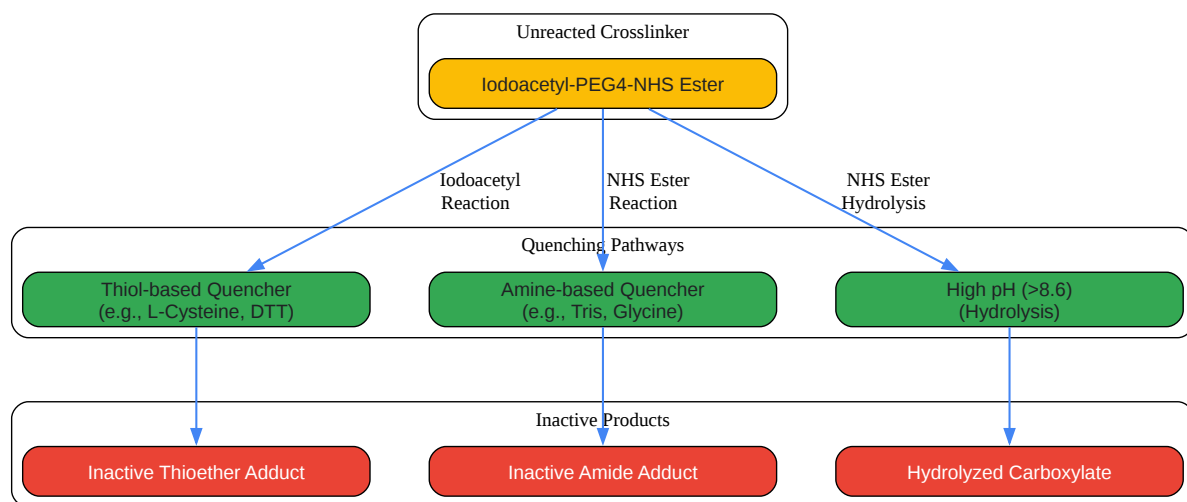 Unreacted Crosslinker
Iodoacetyl-PEG4-NHS Ester
Iodoacetyl
Reaction
NHS Ester
Reaction
NHS Ester
Hydrolysis
Quenching Pathways
Thiol-based Quencher
(e.g., L-Cysteine, DTT)
Amine-based Quencher
(e.g., Tris, Glycine)
High pH (>8.6)
(Hydrolysis)
Inactive Products
Inactive Thioether Adduct
Inactive Amide Adduct
Hydrolyzed Carboxylate